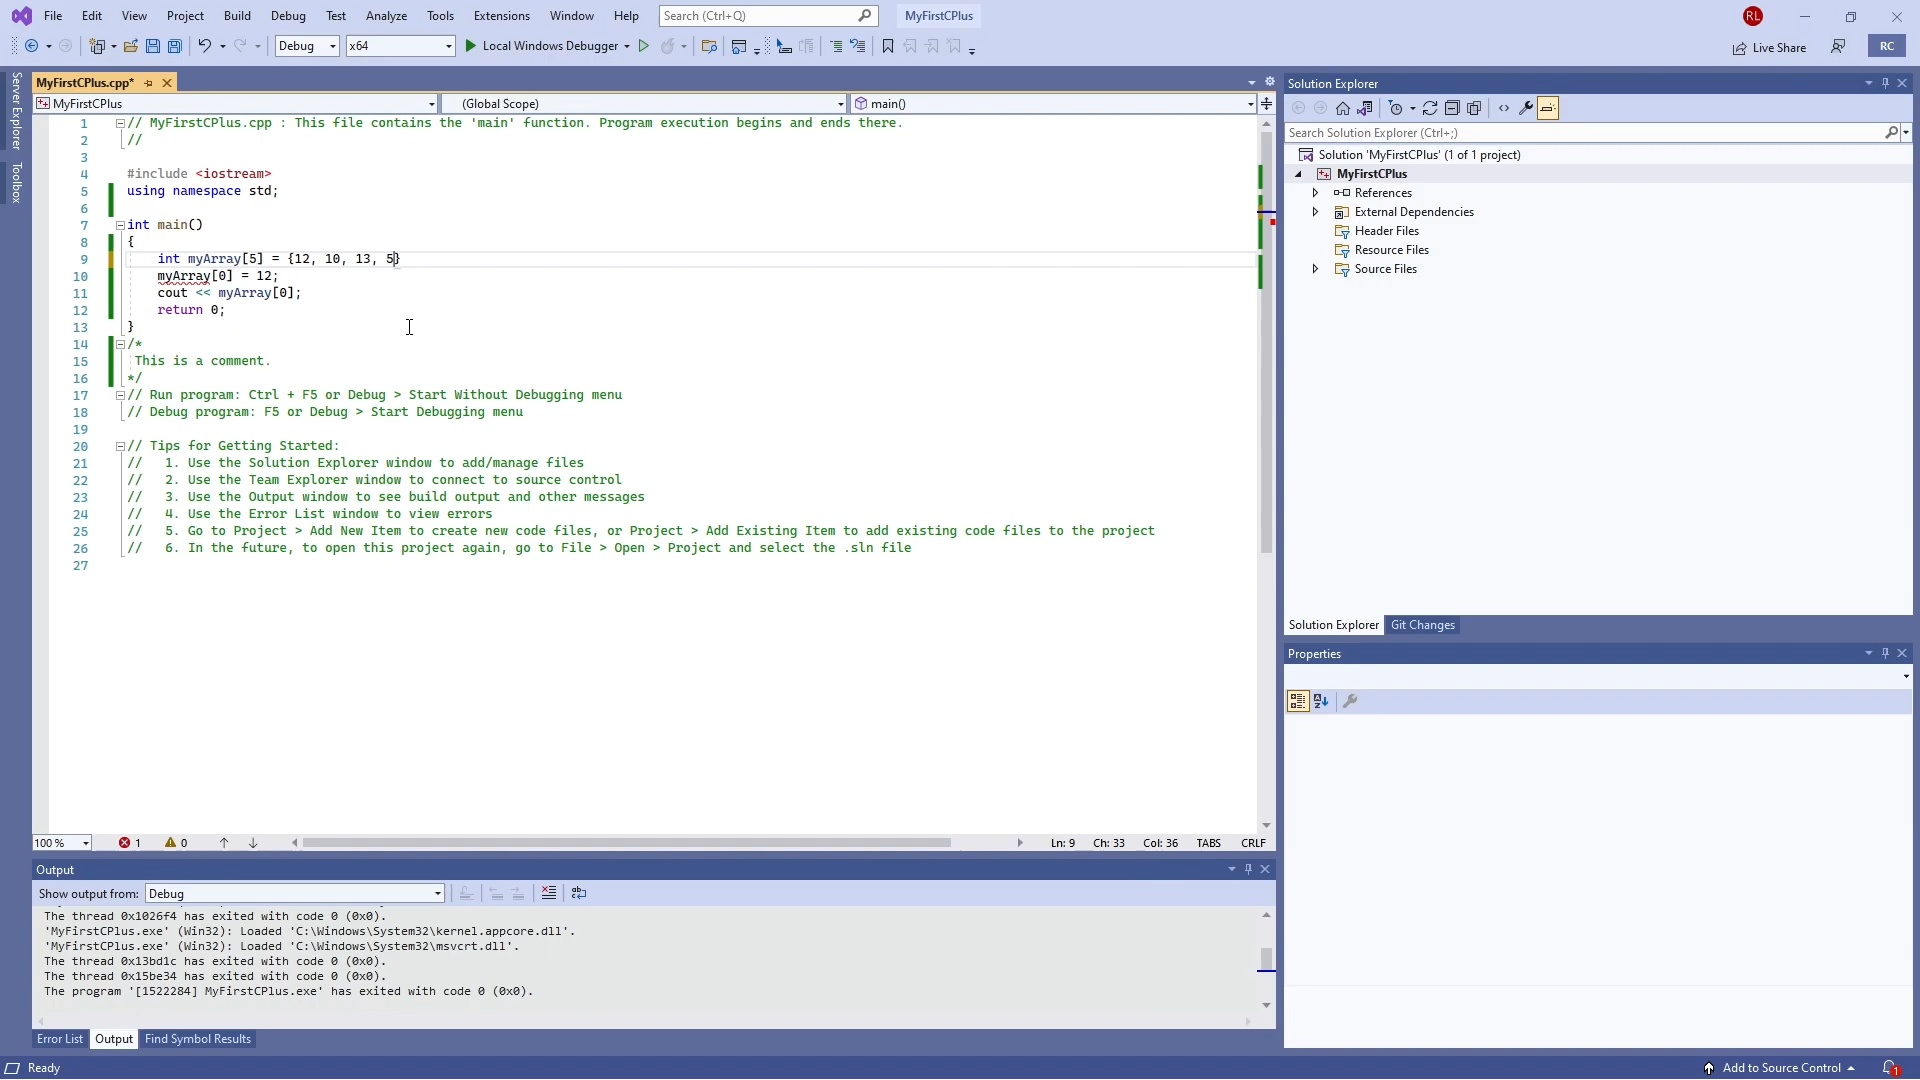 File Edit View Project Build Debug Test Analyze Tools Extensions Window Help Search (Ctrl+Q) MyFirstCPlus RL
Debug x64 Local Windows Debugger Live Share RC
Server Explorer
Toolbox
MyFirstCPlus.cpp*
MyFirstCPlus (Global Scope) main()
1 // MyFirstCPlus.cpp : This file contains the 'main' function. Program execution begins and ends there.
2 //
3
4 #include <iostream>
5 using namespace std;
6
7 int main()
8 {
9 int myArray[5] = {12, 10, 13, 5}
10 myArray[0] = 12;
11 cout << myArray[0];
12 return 0;
13 }
14 /*
15 This is a comment.
16 */
17 // Run program: Ctrl + F5 or Debug > Start Without Debugging menu
18 // Debug program: F5 or Debug > Start Debugging menu
19
20 // Tips for Getting Started:
21 // 1. Use the Solution Explorer window to add/manage files
22 // 2. Use the Team Explorer window to connect to source control
23 // 3. Use the Output window to see build output and other messages
24 // 4. Use the Error List window to view errors
25 // 5. Go to Project > Add New Item to create new code files, or Project > Add Existing Item to add existing code files to the project
26 // 6. In the future, to open this project again, go to File > Open > Project and select the .sln file
27
100 % 1 0 Ln: 9 Ch: 33 Col: 36 TABS CRLF
Output
Show output from: Debug
The thread 0x1026f4 has exited with code 0 (0x0).
'MyFirstCPlus.exe' (Win32): Loaded 'C:\Windows\System32\kernel.appcore.dll'.
'MyFirstCPlus.exe' (Win32): Loaded 'C:\Windows\System32\msvcrt.dll'.
The thread 0x13bd1c has exited with code 0 (0x0).
The thread 0x15be34 has exited with code 0 (0x0).
The program '[1522284] MyFirstCPlus.exe' has exited with code 0 (0x0).
Error List Output Find Symbol Results
Solution Explorer
Search Solution Explorer (Ctrl+;)
Solution 'MyFirstCPlus' (1 of 1 project)
MyFirstCPlus
References
External Dependencies
Header Files
Resource Files
Source Files
Solution Explorer Git Changes
Properties
Ready Add to Source Control 1